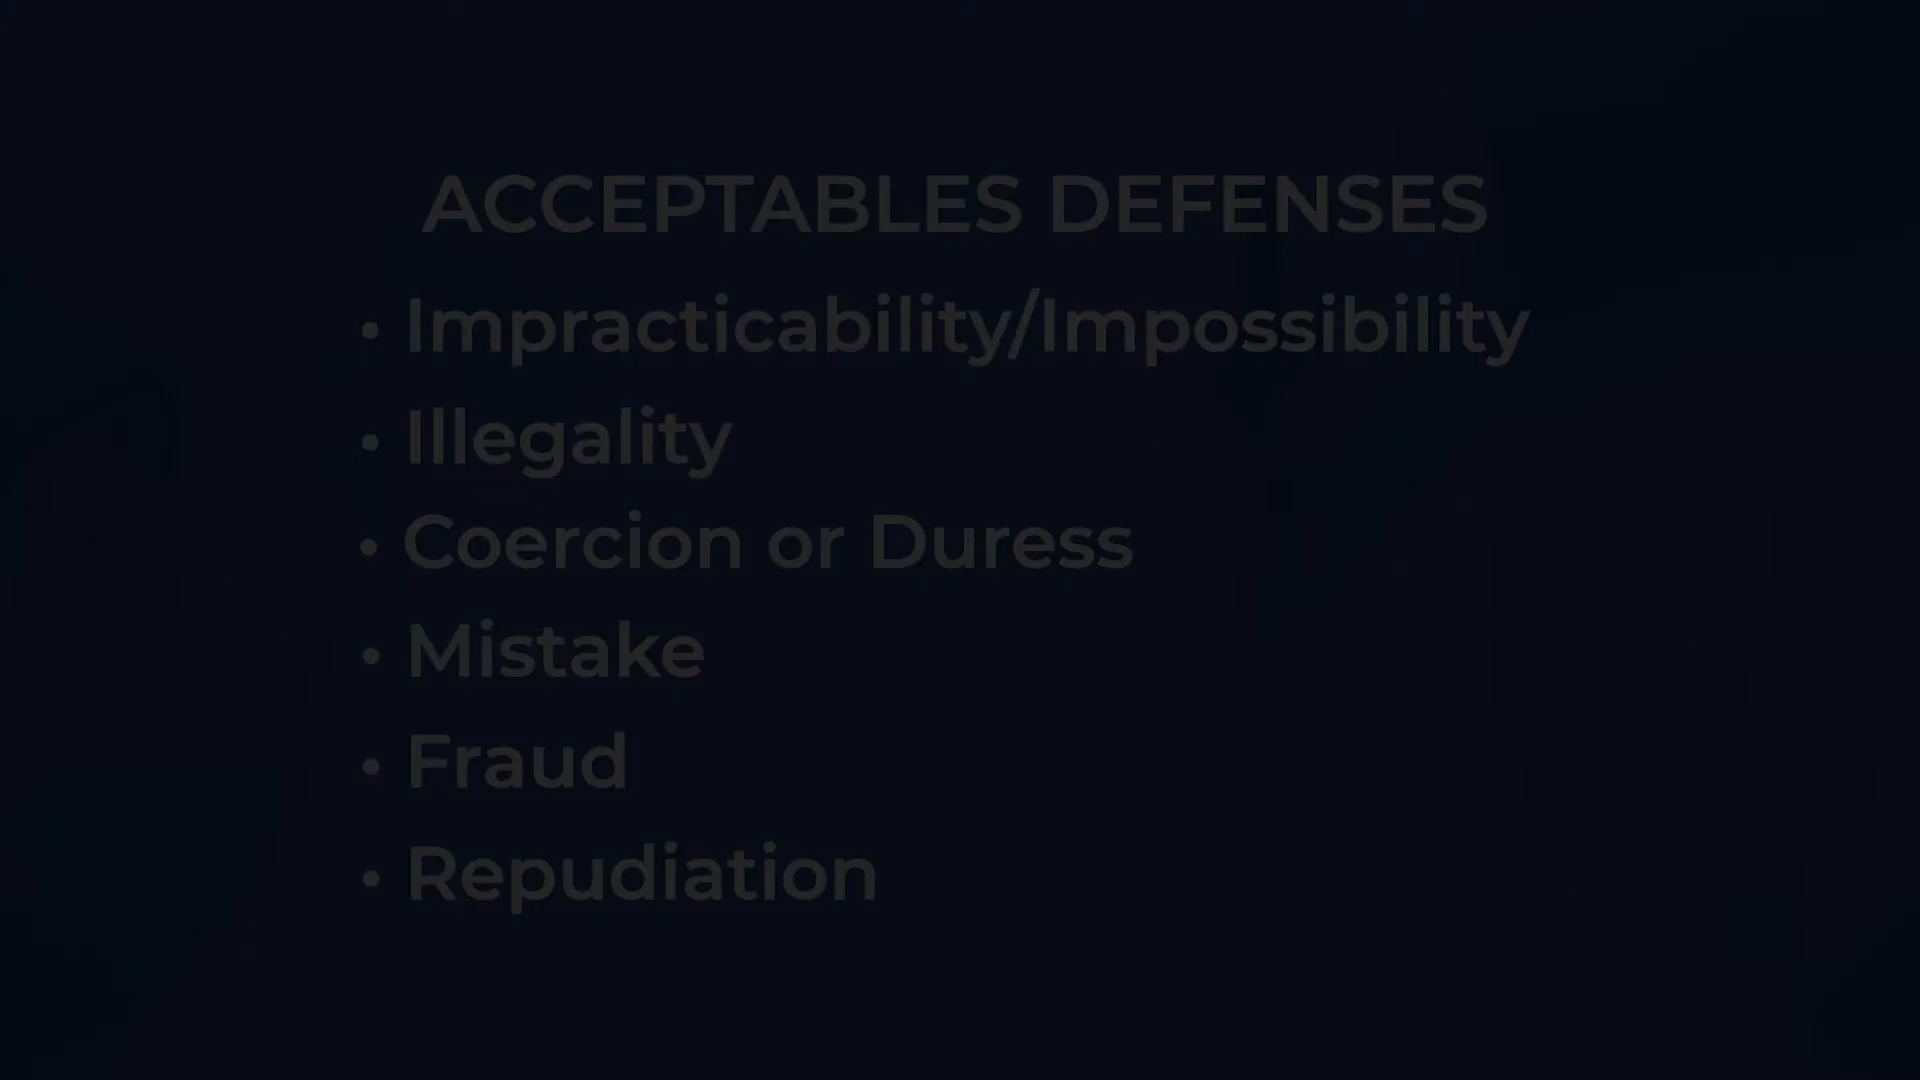 ACCEPTABLES DEFENSES
• Impracticability/Impossibility
• Illegality
• Coercion or Duress
• Mistake
• Fraud
• Repudiation